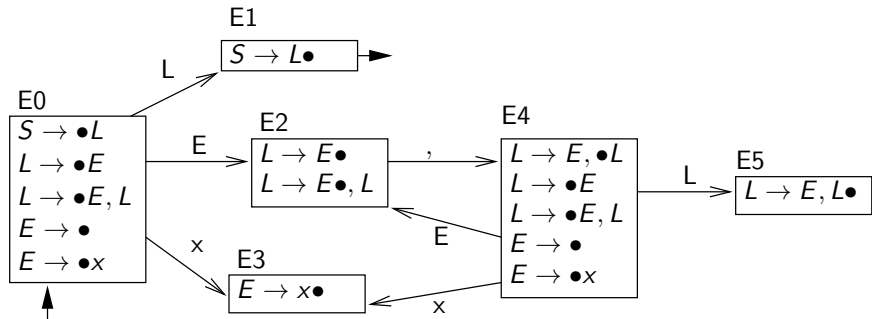 E1
S → L●
L
E0
S → ●L
L → ●E
L → ●E, L
E → ●
E → ●x
E
E2
L → E●
L → E●, L
,
E4
L → E, ●L
L → ●E
L → ●E, L
E → ●
E → ●x
L
E5
L → E, L●
E
x
E3
E → x●
x